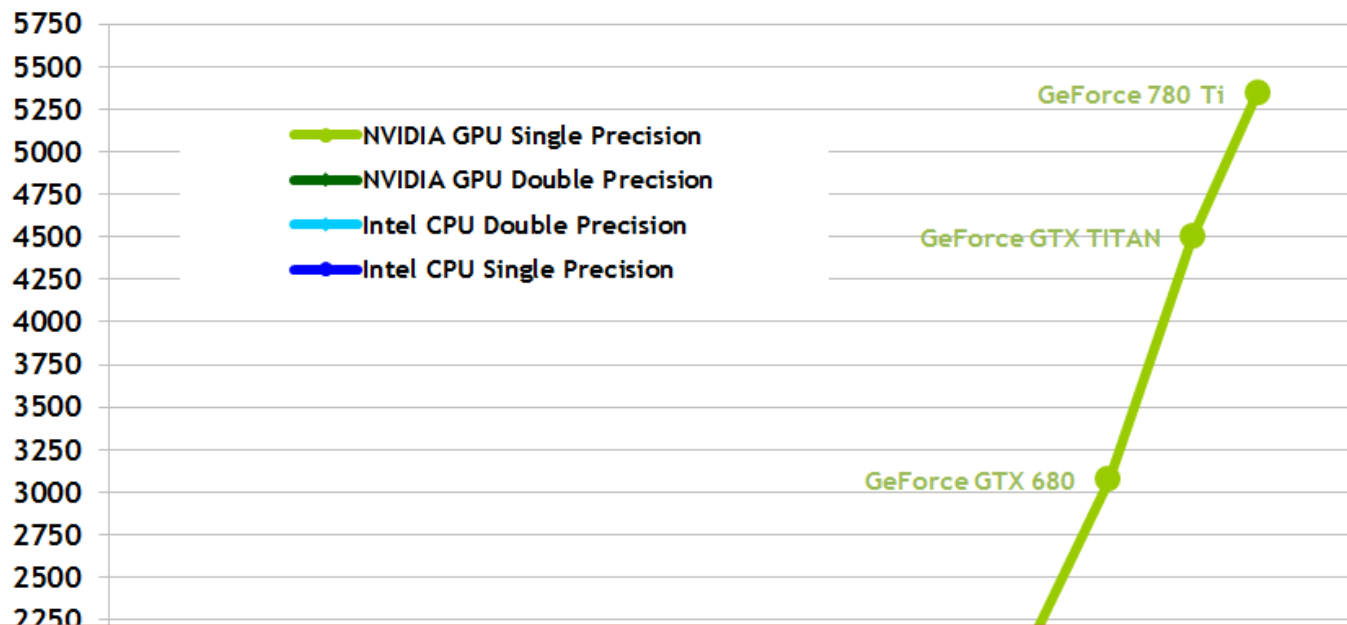 5750
5500
5250
5000
4750
4500
4250
4000
3750
3500
3250
3000
2750
2500
2250
NVIDIA GPU Single Precision
NVIDIA GPU Double Precision
Intel CPU Double Precision
Intel CPU Single Precision
GeForce 780 Ti
GeForce GTX TITAN
GeForce GTX 680